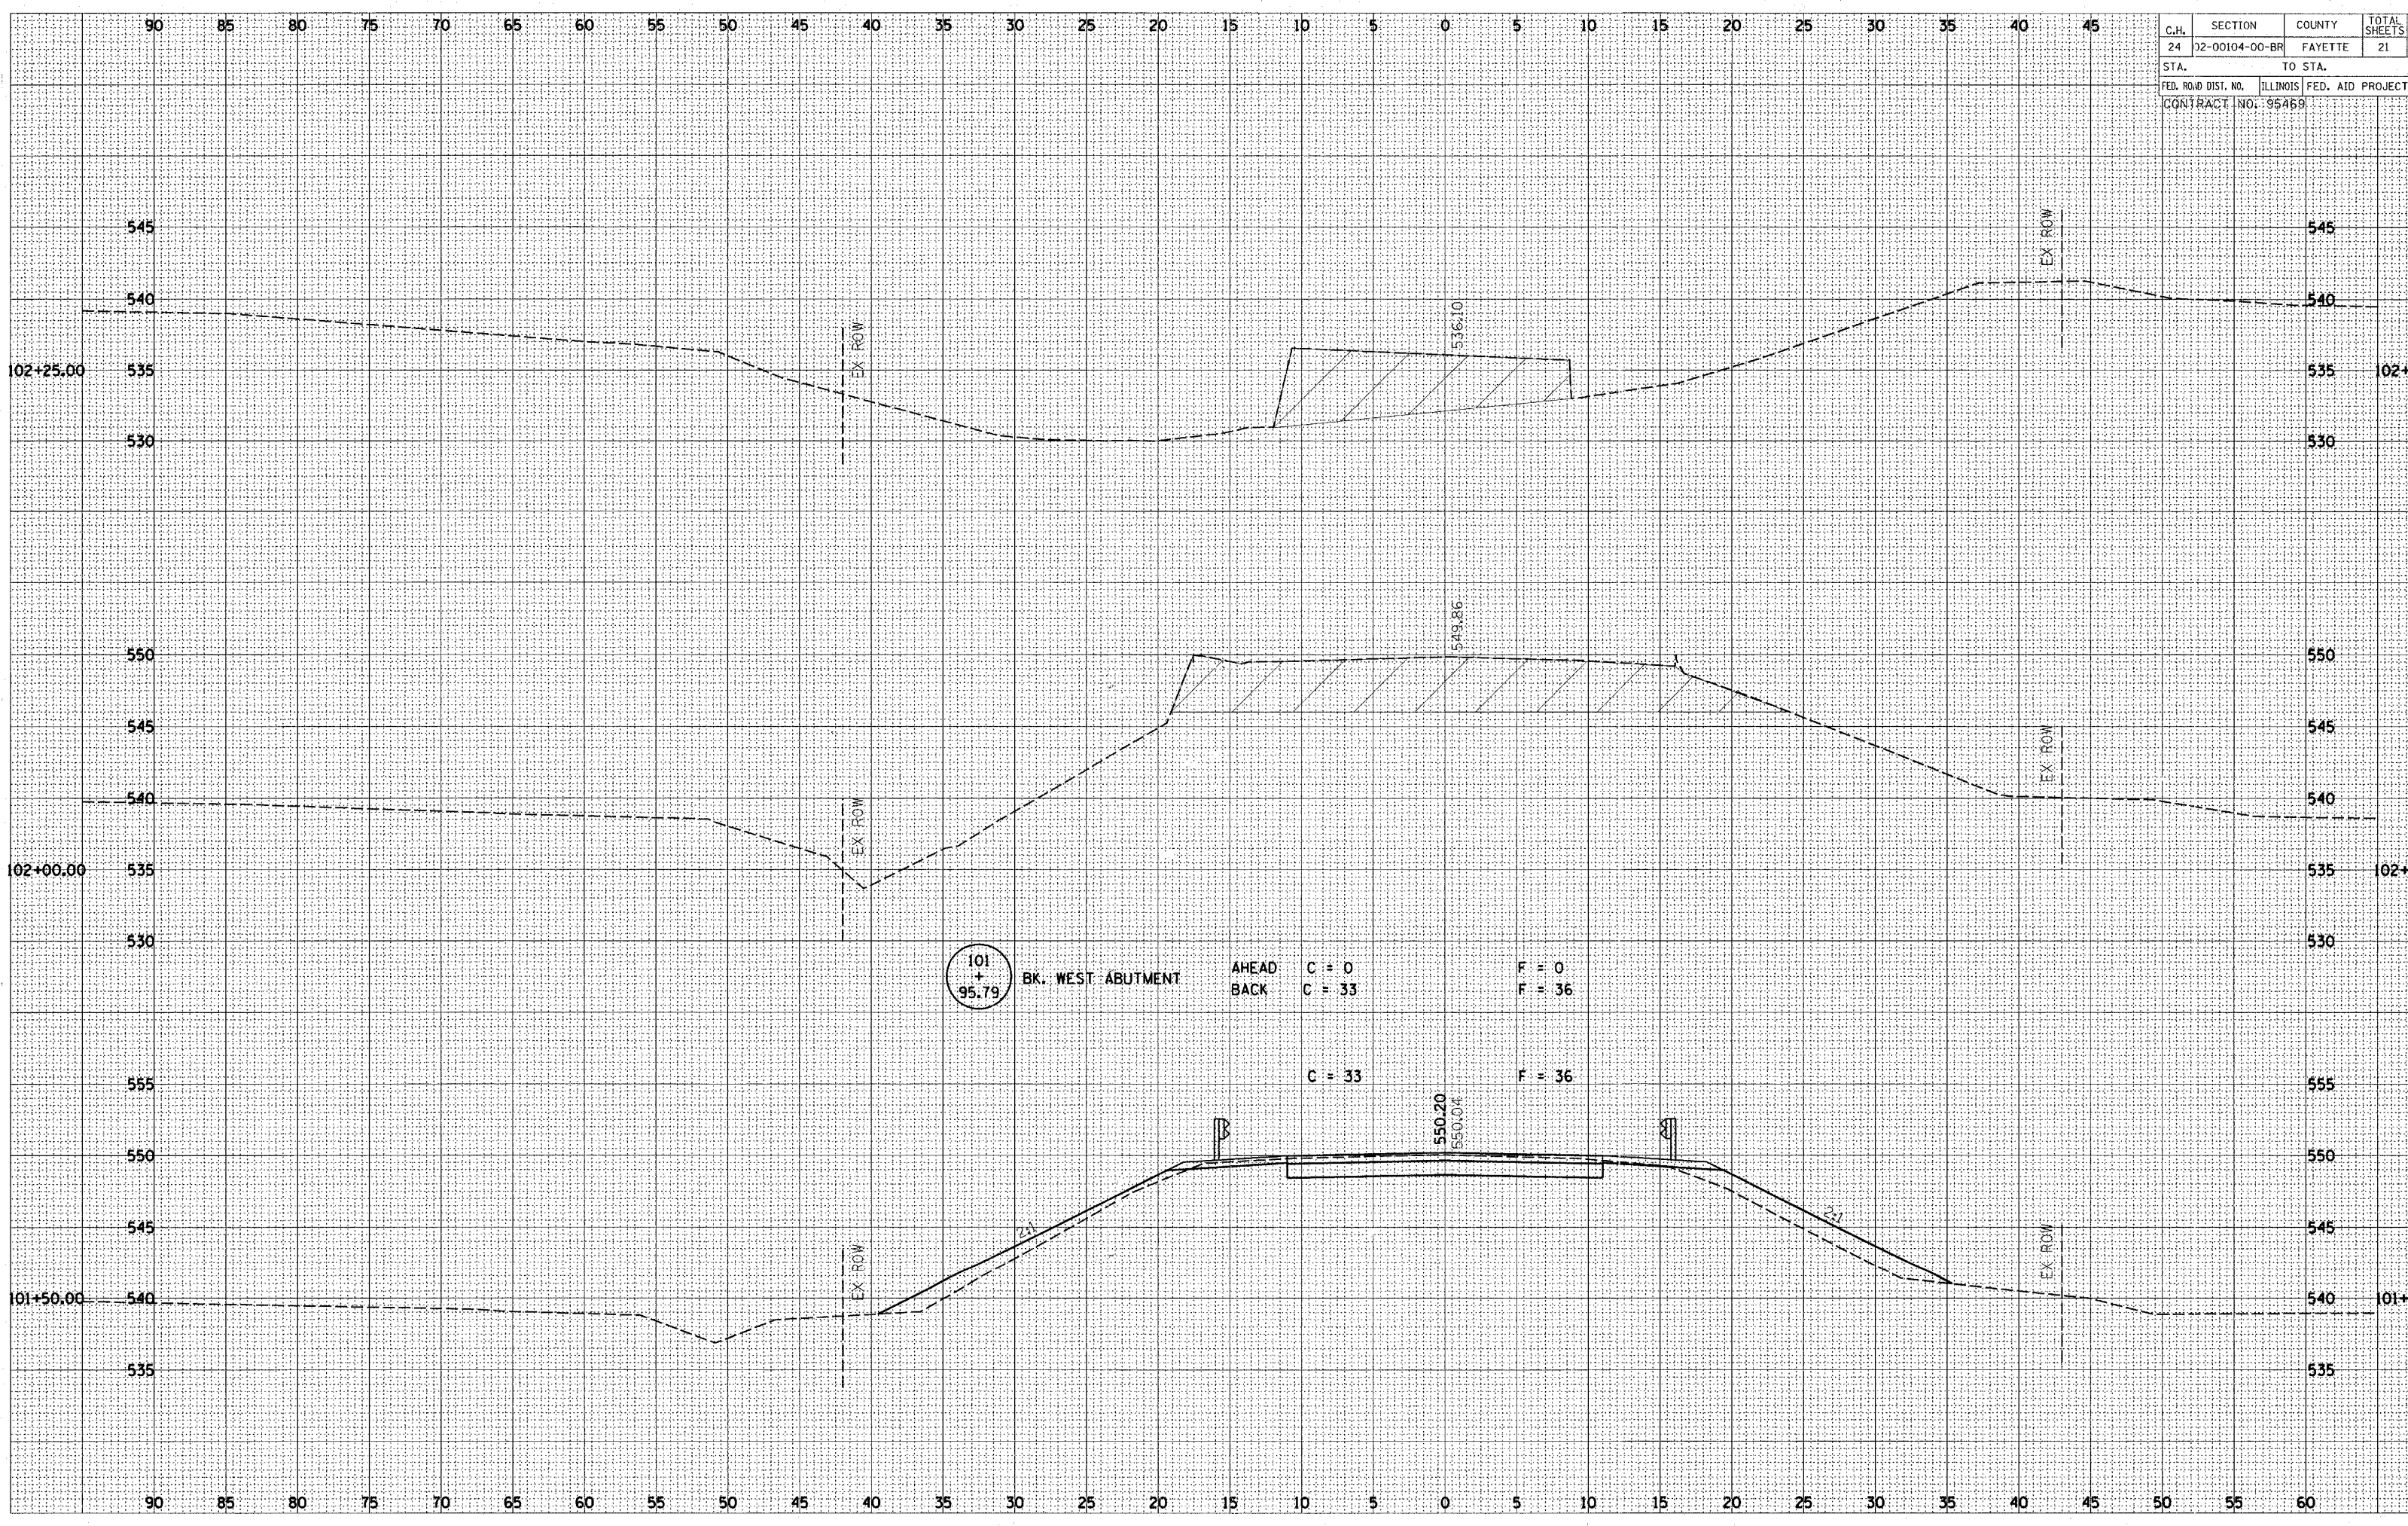 90 85 80 75 70 65 60 55 50 45 40 35 30 25 20 15 10 5 0 5 10 15 20 25 30 35 40 45
C.H. SECTION COUNTY TOTAL SHEETS
24 02-00104-00-BR FAYETTE 21
STA. TO STA.
FED. ROAD DIST. NO. ILLINOIS FED. AID PROJECT
CONTRACT NO. 95469
545 EX ROW 545
540 536.10 540
102+25.00 535 EX ROW 535 102+
530 530
550 549.86 550
545 EX ROW 545
540 EX ROW 540
102+00.00 535 535 102+
530 530
101 + 95.79 BK. WEST ABUTMENT
AHEAD C = 0 F = 0
BACK C = 33 F = 36
C = 33 F = 36
555 555
550.20
550.04
550 550
545 2:1 2:1 EX ROW 545
101+50.00 540 EX ROW 540 101+
535 535
90 85 80 75 70 65 60 55 50 45 40 35 30 25 20 15 10 5 0 5 10 15 20 25 30 35 40 45 50 55 60